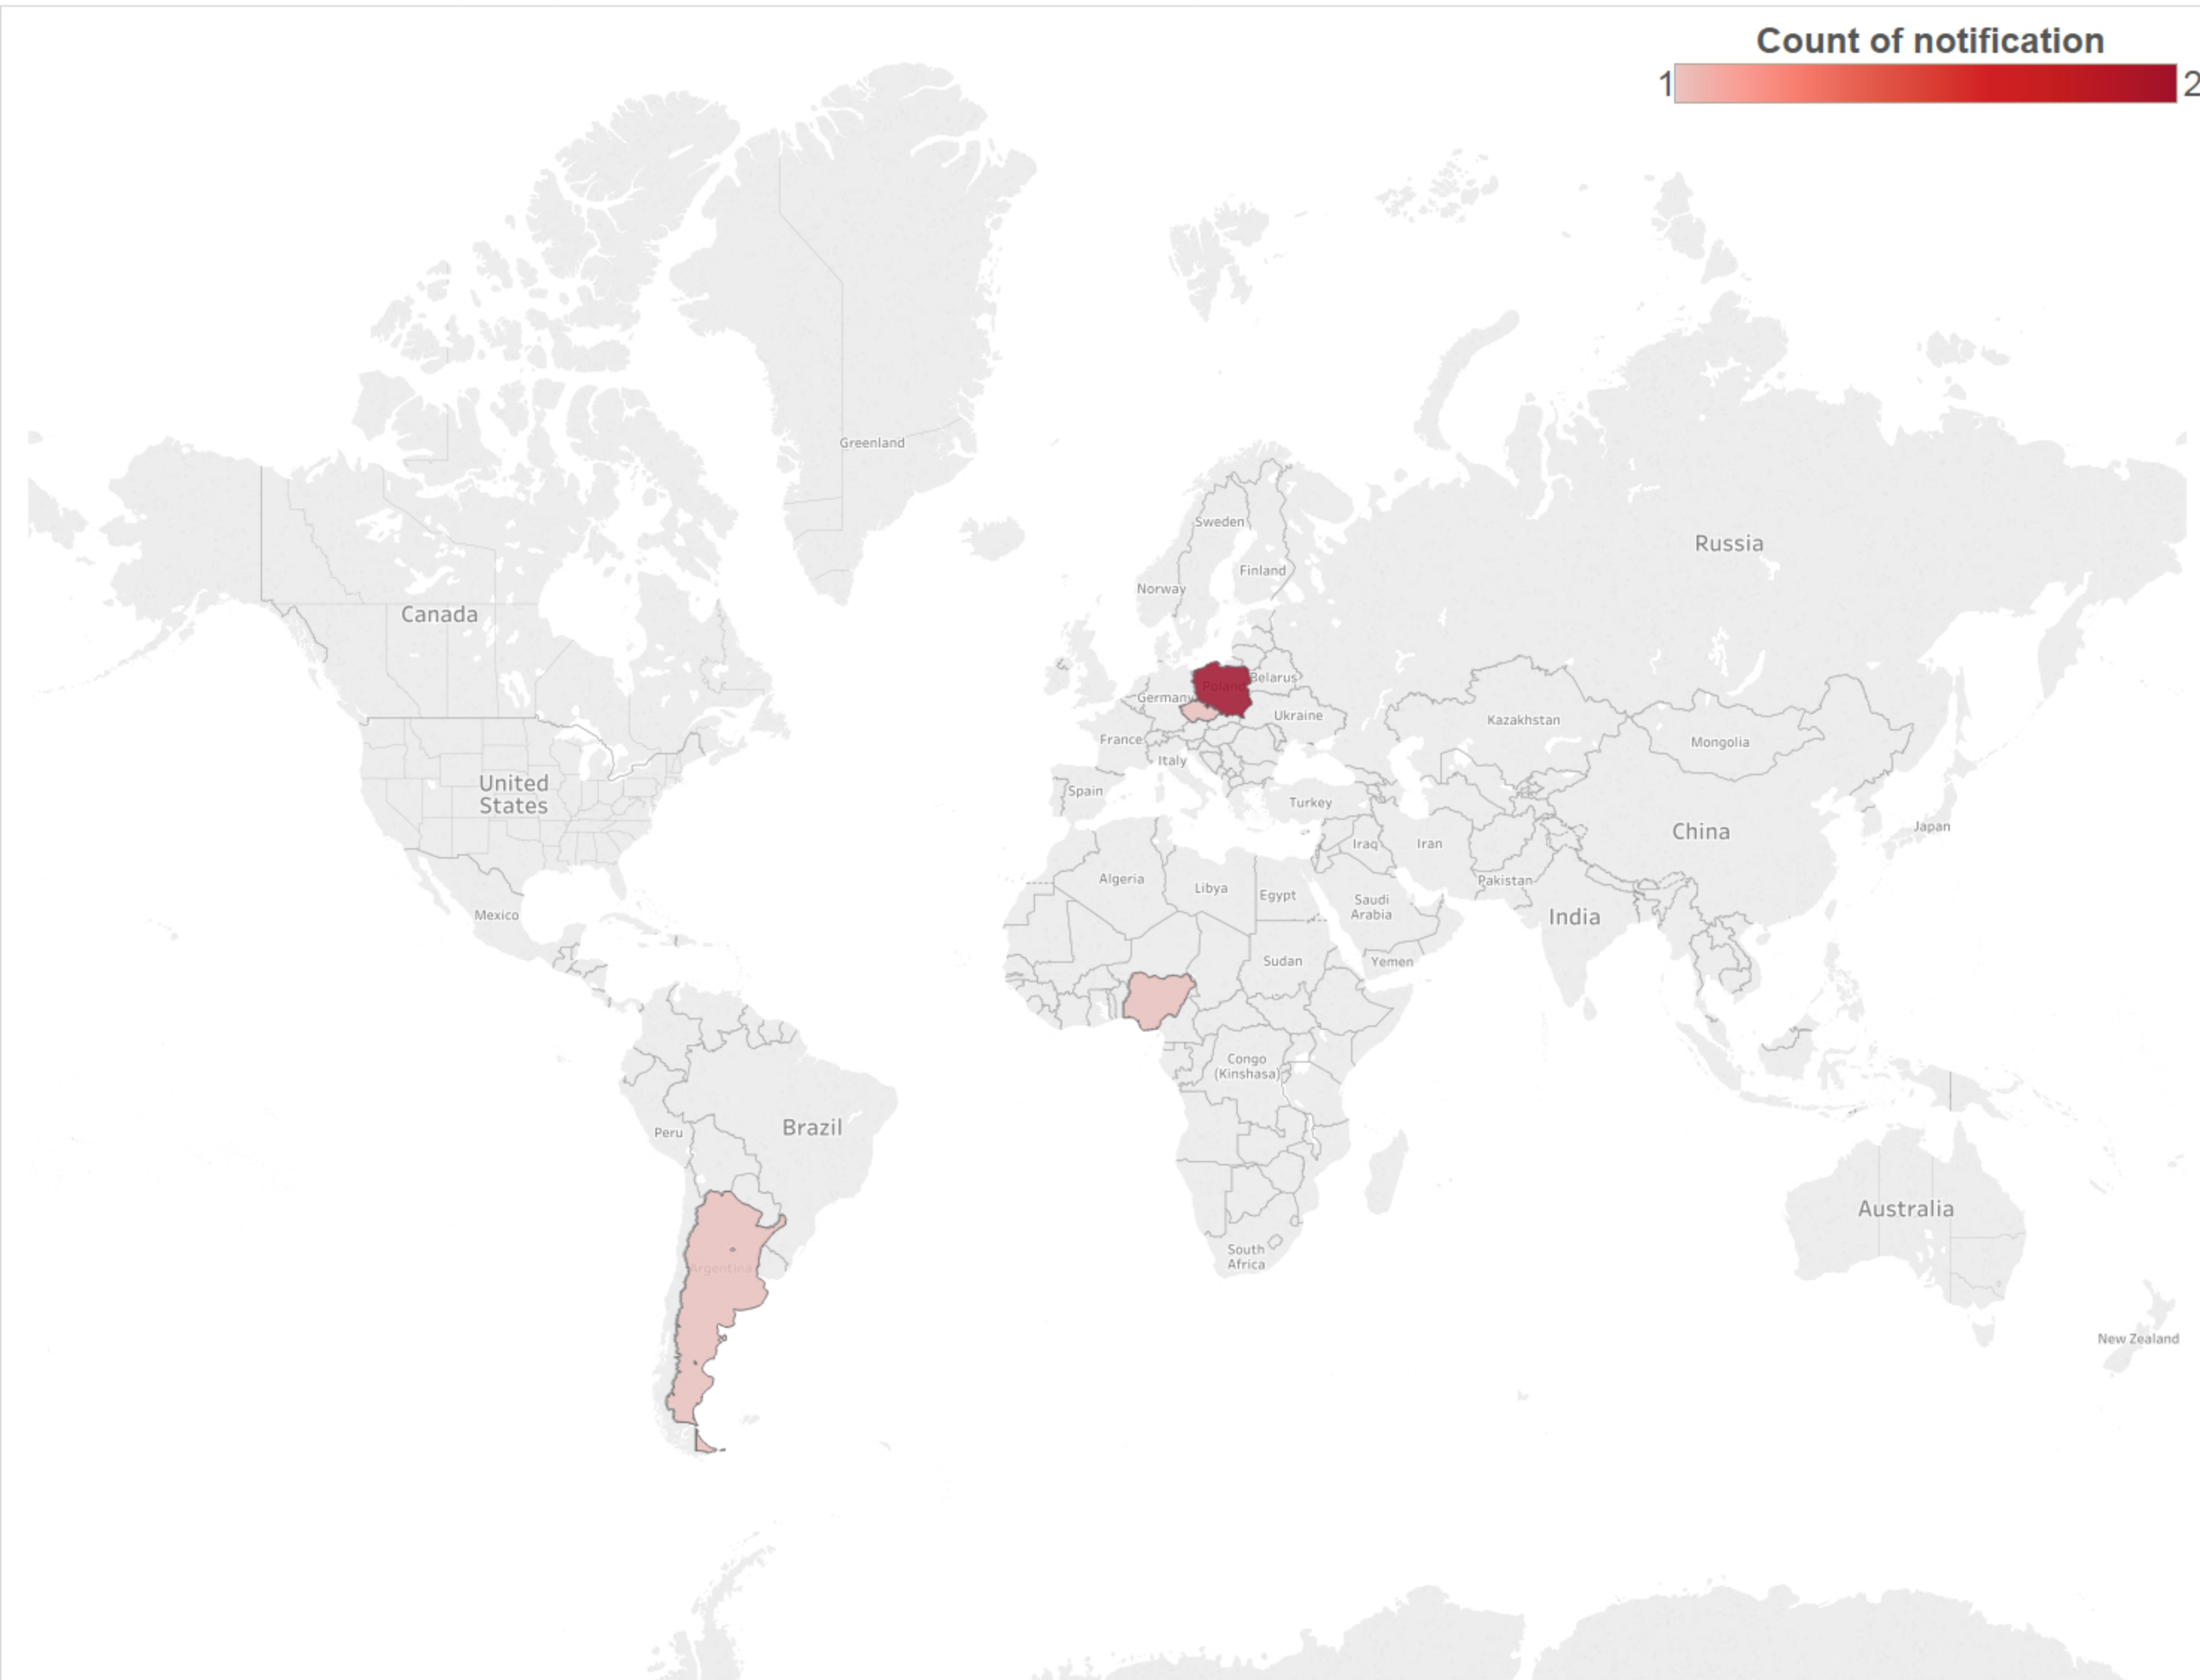 Count of notification
1
2
Greenland
Sweden
Russia
Finland
Norway
Canada
Poland
Belarus
Germany
Ukraine
Kazakhstan
France
Mongolia
Italy
United
States
Spain
Turkey
China
Japan
Iraq
Iran
Algeria
Libya
Egypt
Pakistan
Saudi
Arabia
Mexico
India
Sudan
Yemen
Congo
(Kinshasa)
Brazil
Peru
Australia
South
Africa
Argentina
New Zealand